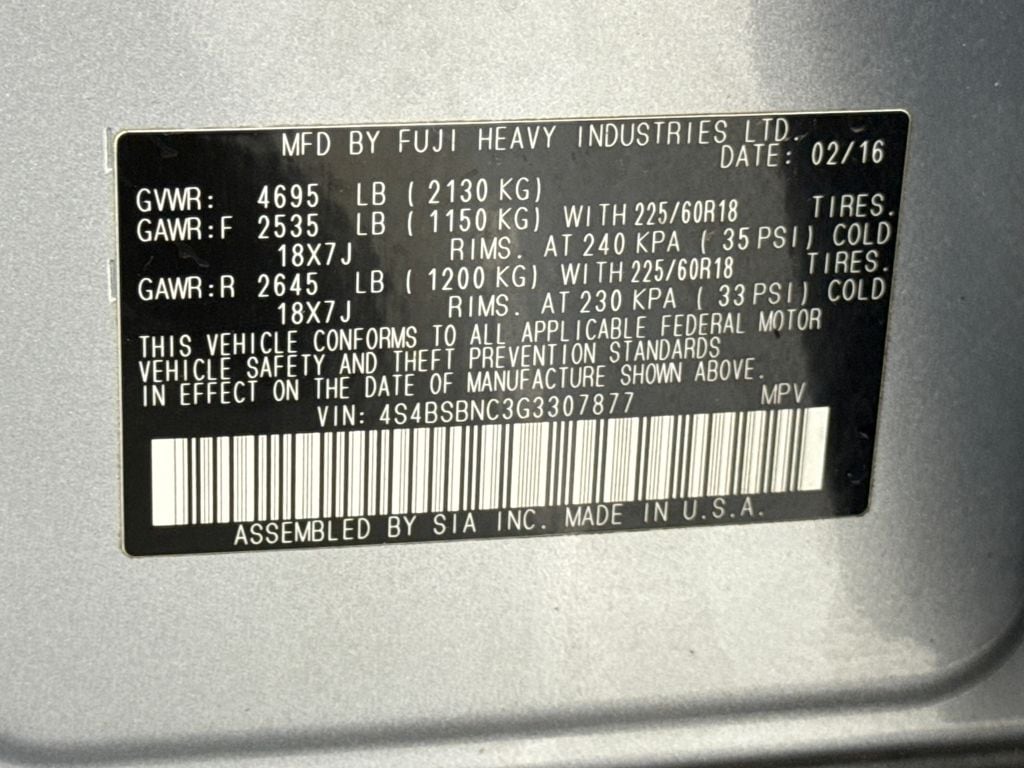 MFD BY FUJI HEAVY INDUSTRIES LTD.
DATE: 02/16
GVWR: 4695 LB ( 2130 KG)
GAWR:F 2535 LB ( 1150 KG) WITH 225/60R18 TIRES.
18X7J RIMS. AT 240 KPA ( 35 PSI) COLD
GAWR:R 2645 LB ( 1200 KG) WITH 225/60R18 TIRES.
18X7J RIMS. AT 230 KPA ( 33 PSI) COLD
THIS VEHICLE CONFORMS TO ALL APPLICABLE FEDERAL MOTOR
VEHICLE SAFETY AND THEFT PREVENTION STANDARDS
IN EFFECT ON THE DATE OF MANUFACTURE SHOWN ABOVE.
VIN: 4S4BSBNC3G3307877 MPV
ASSEMBLED BY SIA INC. MADE IN U.S.A.